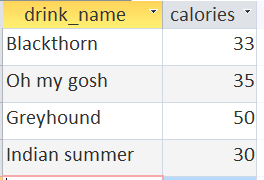 drink_name calories
Blackthorn 33
Oh my gosh 35
Greyhound 50
Indian summer 30